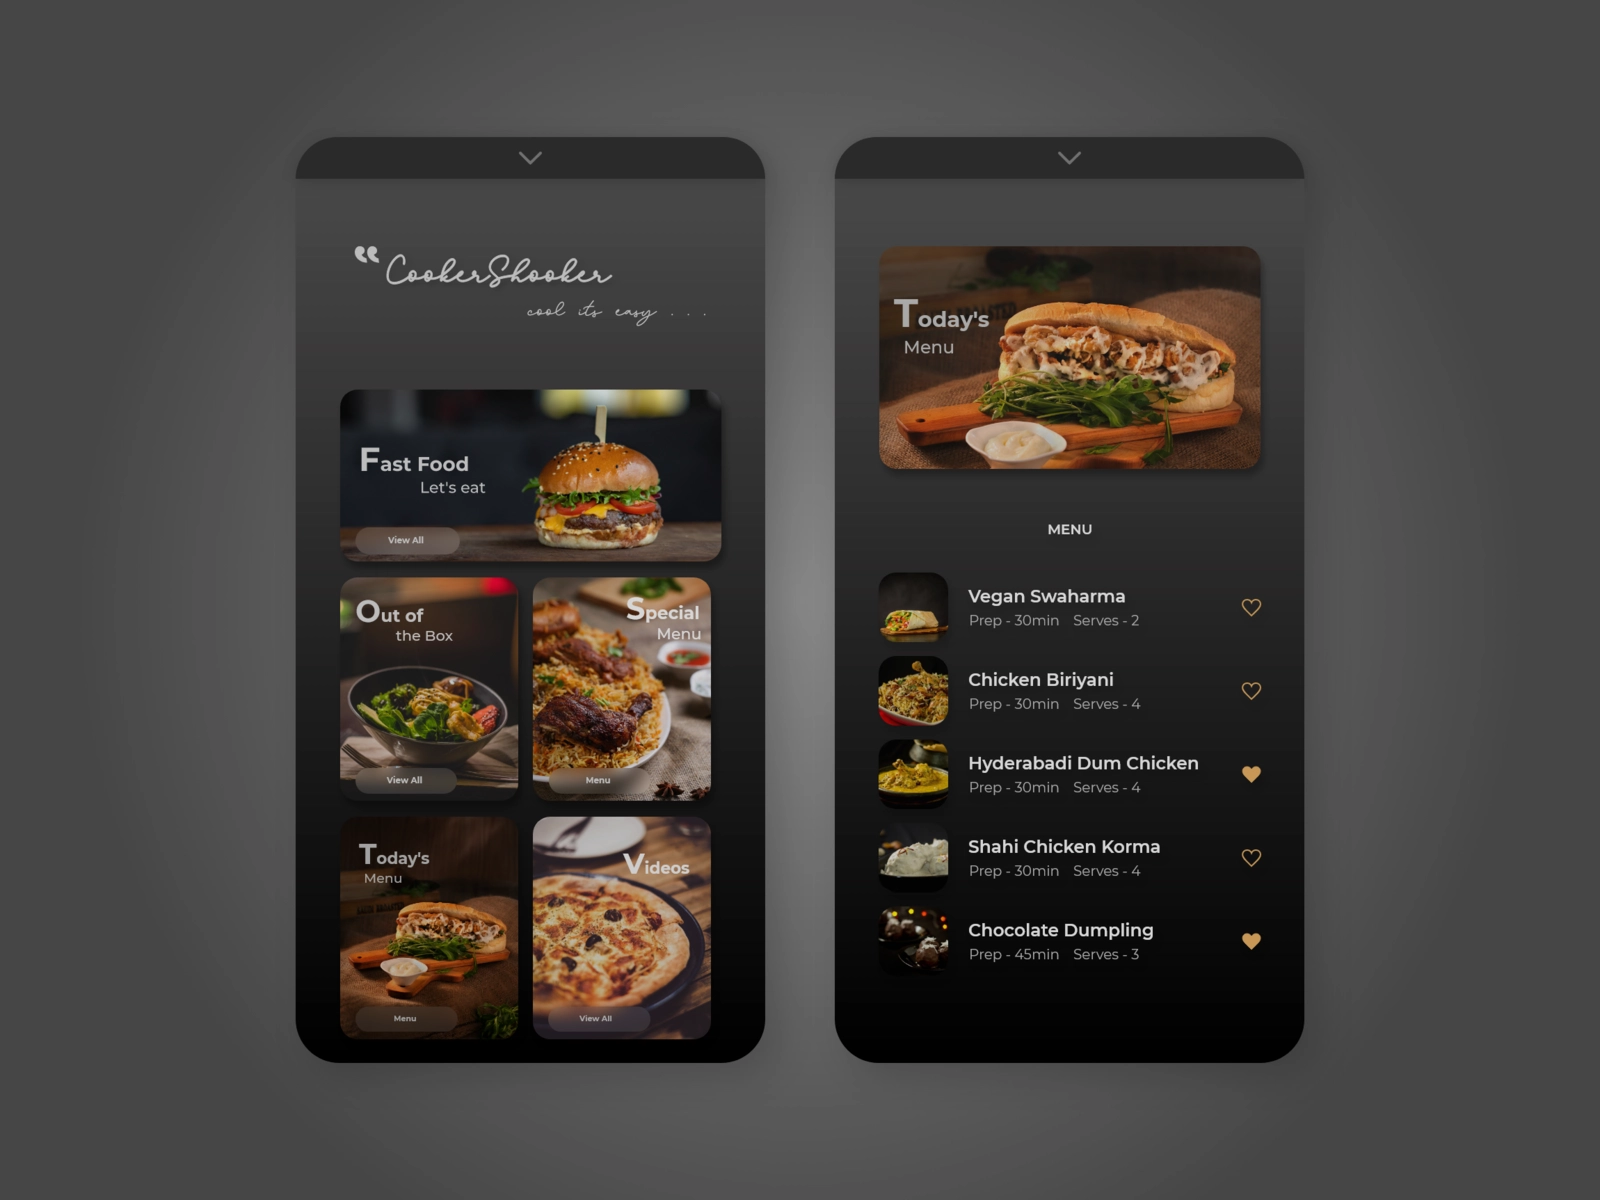 “CookerShooker
cool its easy . . .
Fast Food
Let's eat
View All
Out of
the Box
View All
Special
Menu
Menu
Today's
Menu
Menu
Videos
View All
Today's
Menu
MENU
Vegan Swaharma
Prep - 30min Serves - 2
Chicken Biriyani
Prep - 30min Serves - 4
Hyderabadi Dum Chicken
Prep - 30min Serves - 4
Shahi Chicken Korma
Prep - 30min Serves - 4
Chocolate Dumpling
Prep - 45min Serves - 3